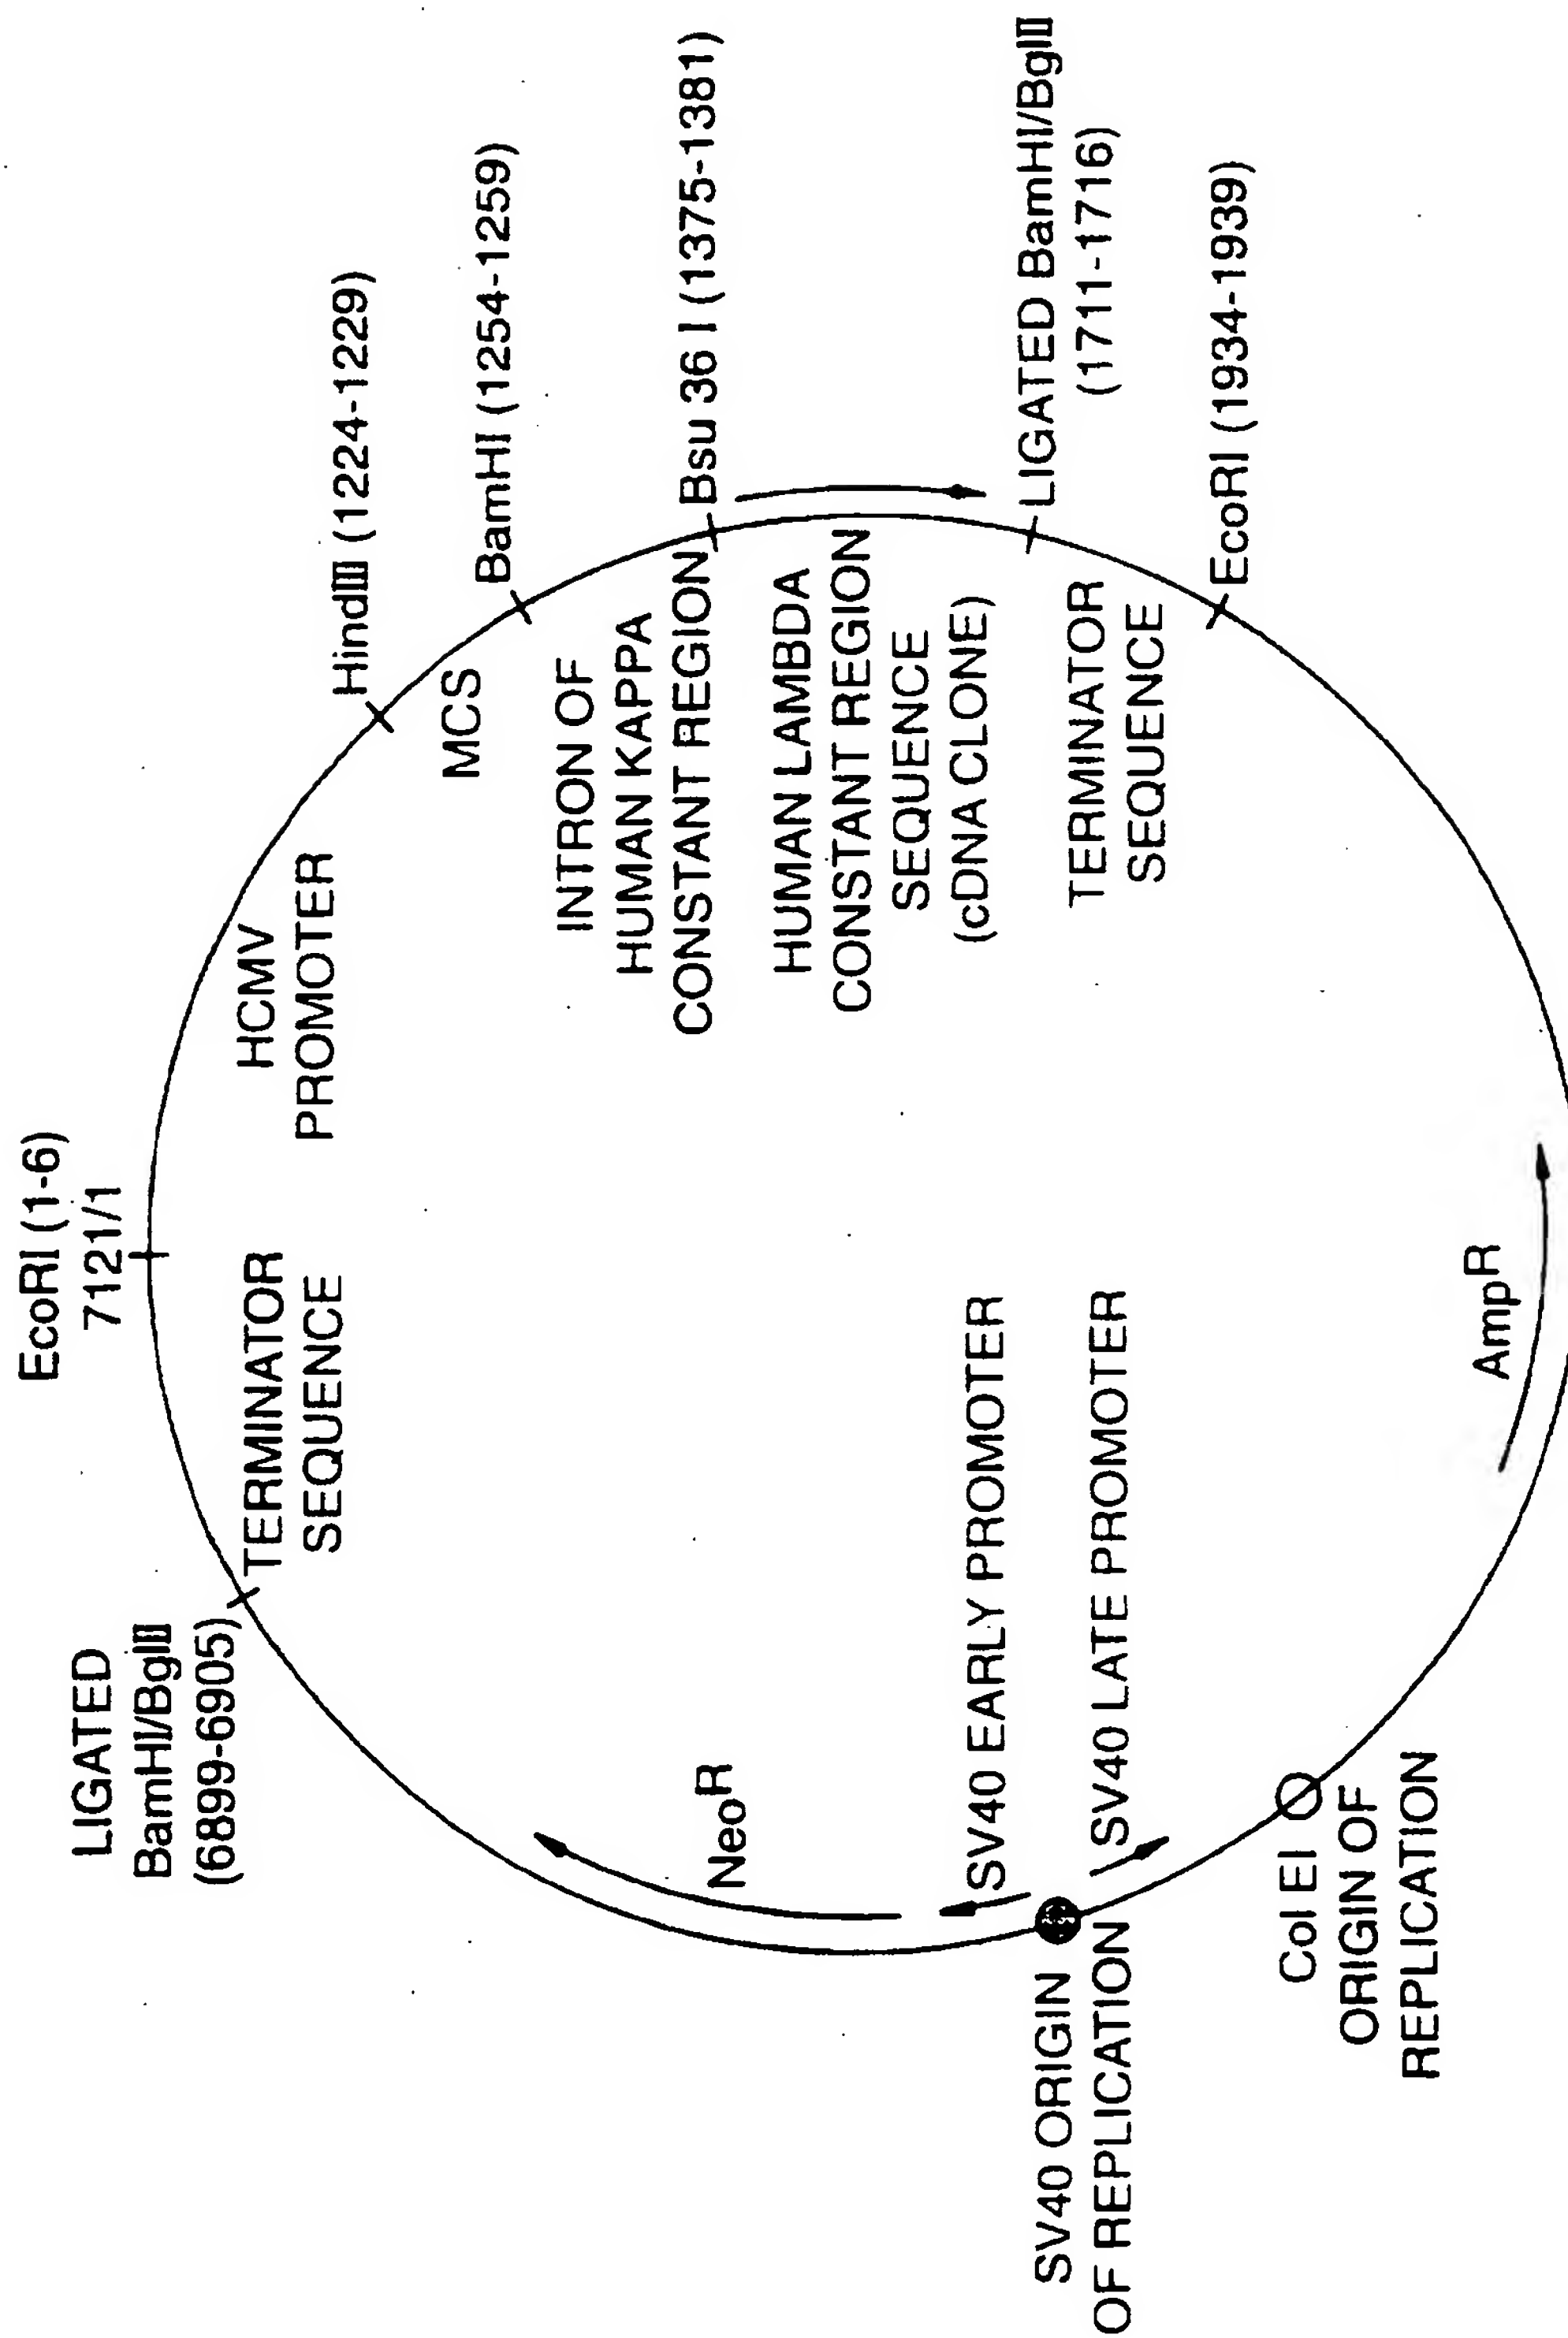 EcoRI (1-6)
7121/1
HCMV
PROMOTER
HindIII (1224-1229)
MCS
BamHI (1254-1259)
INTRON OF
HUMAN KAPPA
CONSTANT REGION
Bsu 36 I (1375-1381)
HUMAN LAMBDA
CONSTANT REGION
SEQUENCE
(cDNA CLONE)
LIGATED BamHI/BglII
(1711-1716)
TERMINATOR
SEQUENCE
EcoRI (1934-1939)
AmpR
Col EI
ORIGIN OF
REPLICATION
SV40 LATE PROMOTER
SV40 EARLY PROMOTER
SV40 ORIGIN
OF REPLICATION
NeoR
LIGATED
BamHI/BglII
(6899-6905)
TERMINATOR
SEQUENCE